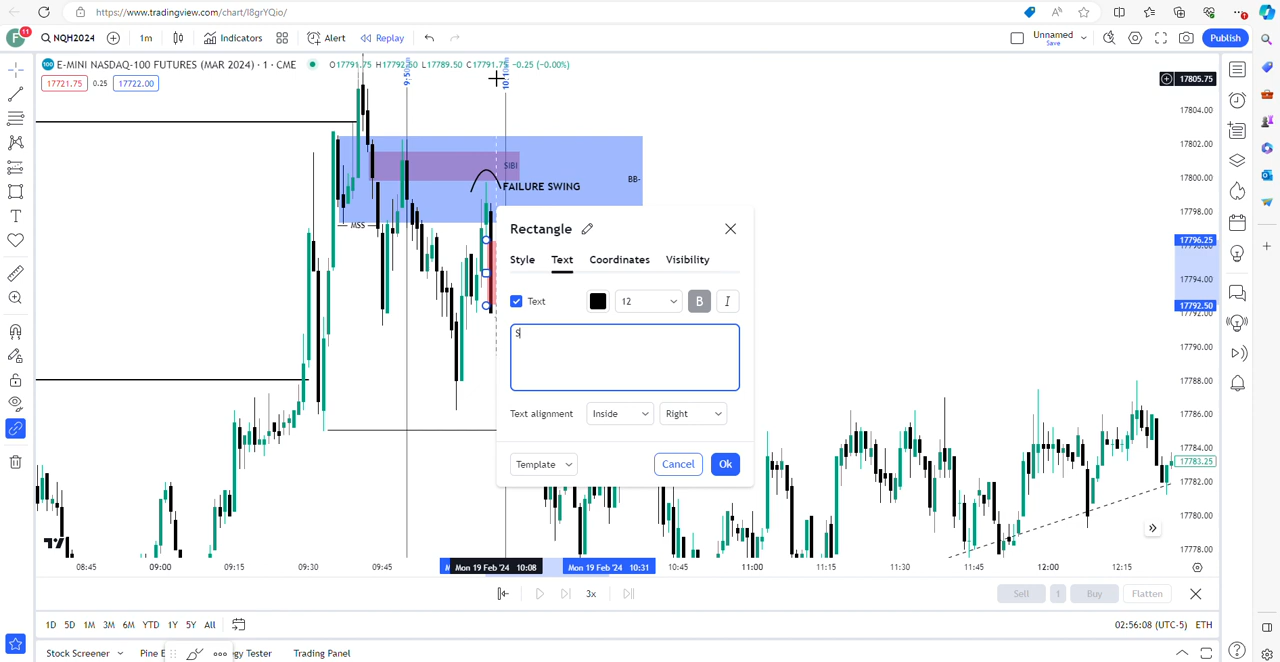 https://www.tradingview.com/chart/I8grYQio/
F 11 NQH2024 1m Indicators Alert Replay Unnamed Save Publish
100 E-MINI NASDAQ-100 FUTURES (MAR 2024) · 1 · CME O17791.75 H17792.50 L17789.50 C17791.75 -0.25 (-0.00%)
17721.75 0.25 17722.00
17805.75
17804.00
17802.00
17800.00
17798.00
17796.25
17794.00
17792.50
17792.00
17790.00
17788.00
17786.00
17784.00
17783.25
17782.00
17780.00
17778.00
SIBI
BB-
FAILURE SWING
MSS
Rectangle
Style Text Coordinates Visibility
Text 12 B I
S
Text alignment Inside Right
Template Cancel Ok
08:45 09:00 09:15 09:30 09:45 Mon 19 Feb '24 10:08 Mon 19 Feb '24 10:31 10:45 11:00 11:15 11:30 11:45 12:00 12:15
3x Sell 1 Buy Flatten
1D 5D 1M 3M 6M YTD 1Y 5Y All 02:56:08 (UTC-5) ETH
Stock Screener Pine E gy Tester Trading Panel